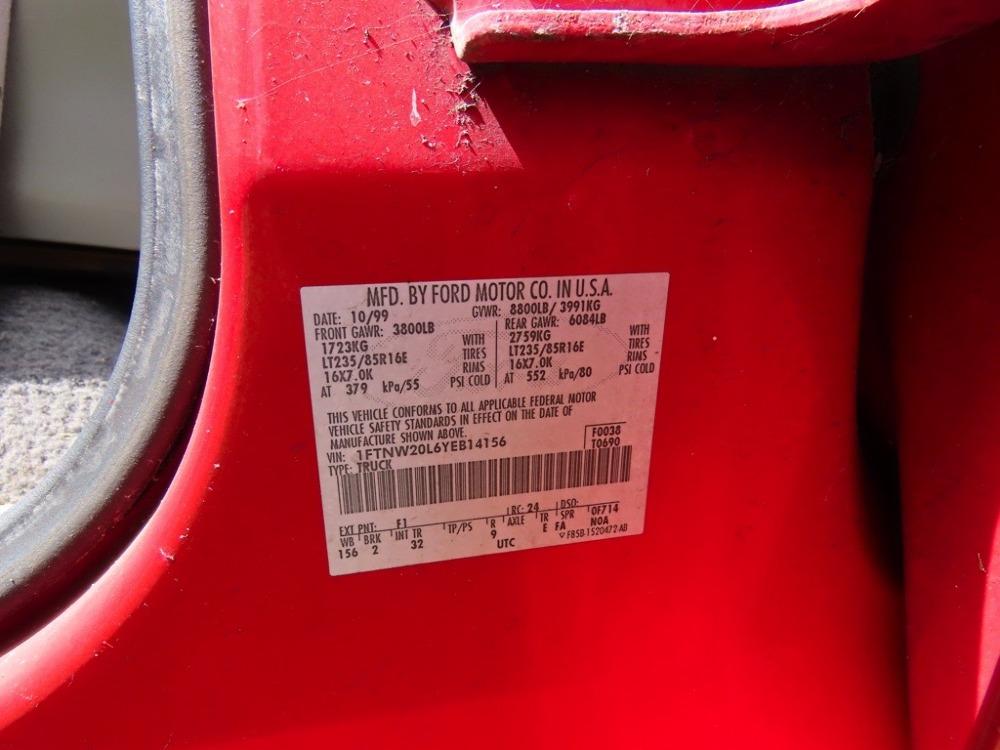 MFD. BY FORD MOTOR CO. IN U.S.A.
DATE: 10/99 GVWR: 8800LB/ 3991KG
FRONT GAWR: 3800LB REAR GAWR: 6084LB
1723KG WITH 2759KG WITH
LT235/85R16E TIRES LT235/85R16E TIRES
16X7.0K RIMS 16X7.0K RIMS
AT 379 kPa/55 PSI COLD AT 552 kPa/80 PSI COLD
THIS VEHICLE CONFORMS TO ALL APPLICABLE FEDERAL MOTOR
VEHICLE SAFETY STANDARDS IN EFFECT ON THE DATE OF
MANUFACTURE SHOWN ABOVE.
VIN: 1FTNW20L6YEB14156 F0038
TYPE: TRUCK T0690
EXT PNT: F1 RC: 24 DSO:
WB BRK INT TR TP/PS R AXLE TR SPR 0F714
156 2 32 9 E FA N0A
UTC F85B-1520472-AB